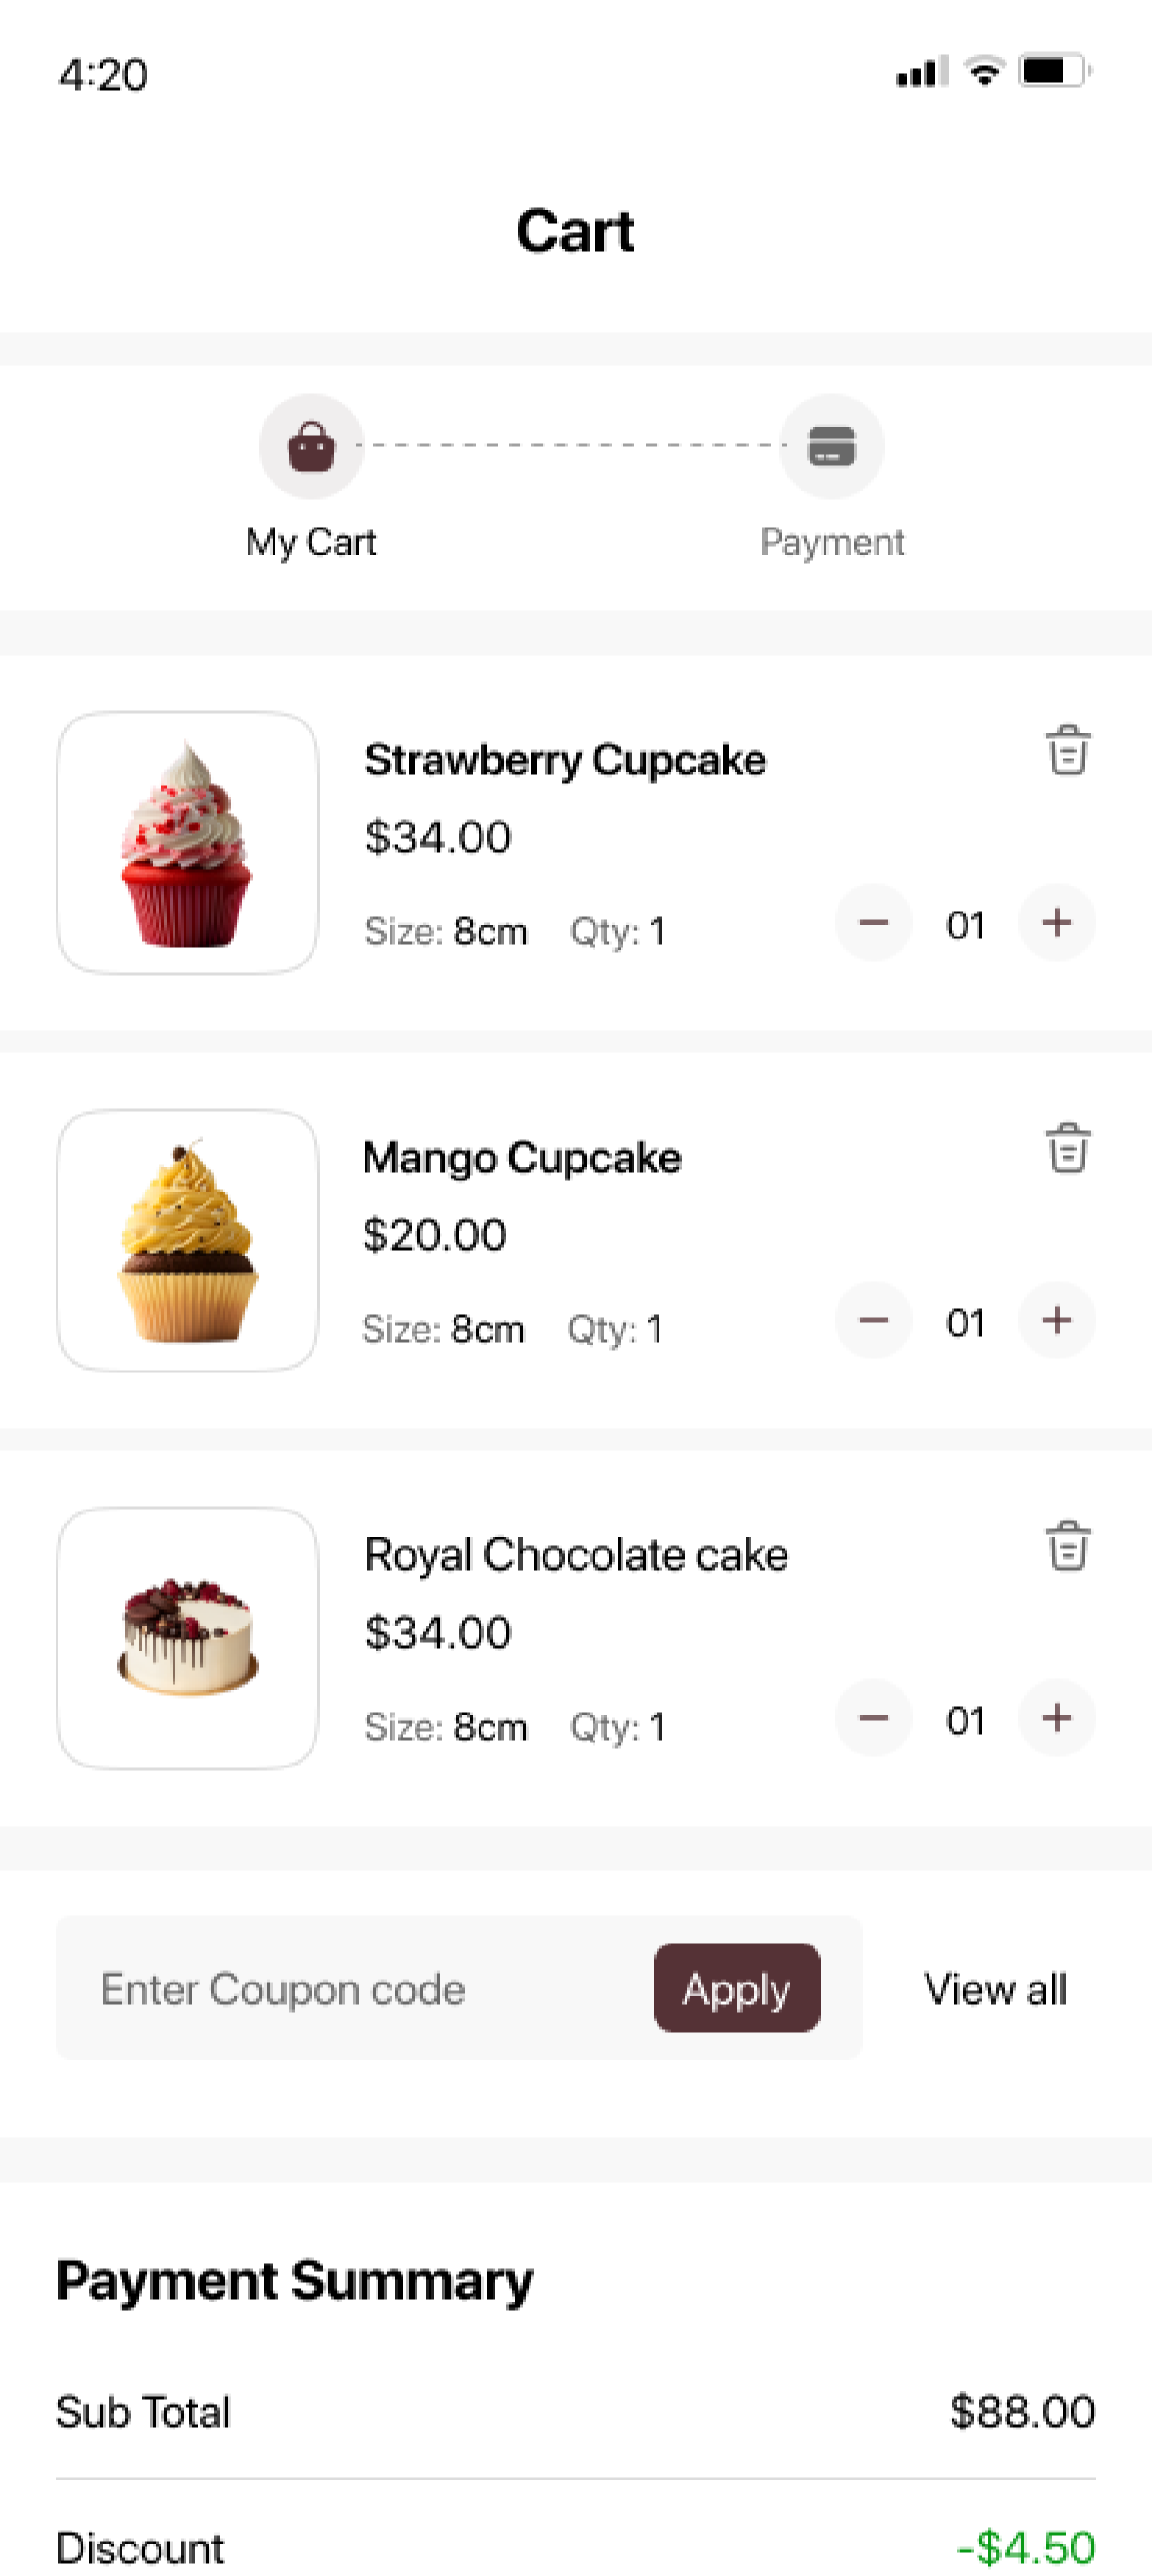 4:20
Cart
My Cart
Payment
Strawberry Cupcake
$34.00
Size: 8cm Qty: 1
01
Mango Cupcake
$20.00
Size: 8cm Qty: 1
01
Royal Chocolate cake
$34.00
Size: 8cm Qty: 1
01
Enter Coupon code Apply View all
Payment Summary
Sub Total $88.00
Discount -$4.50